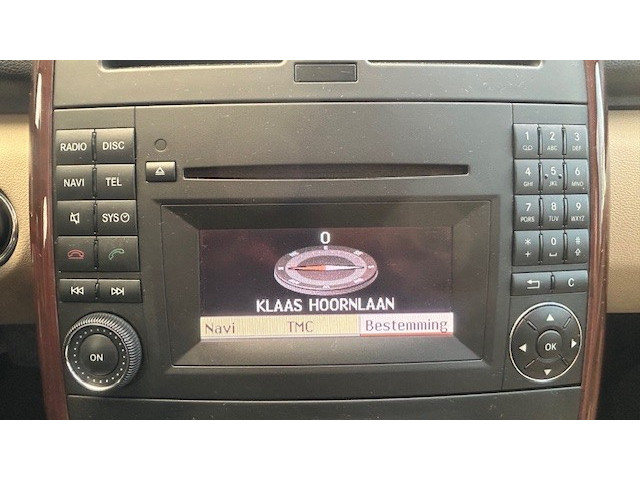 RADIO DISC
NAVI TEL
SYS
ON
O
KLAAS HOORNLAAN
Navi TMC Bestemming
1 2 ABC 3 DEF
4 GHI 5 JKL 6 MNO
7 PQRS 8 TUV 9 WXYZ
* + 0 #
C
OK